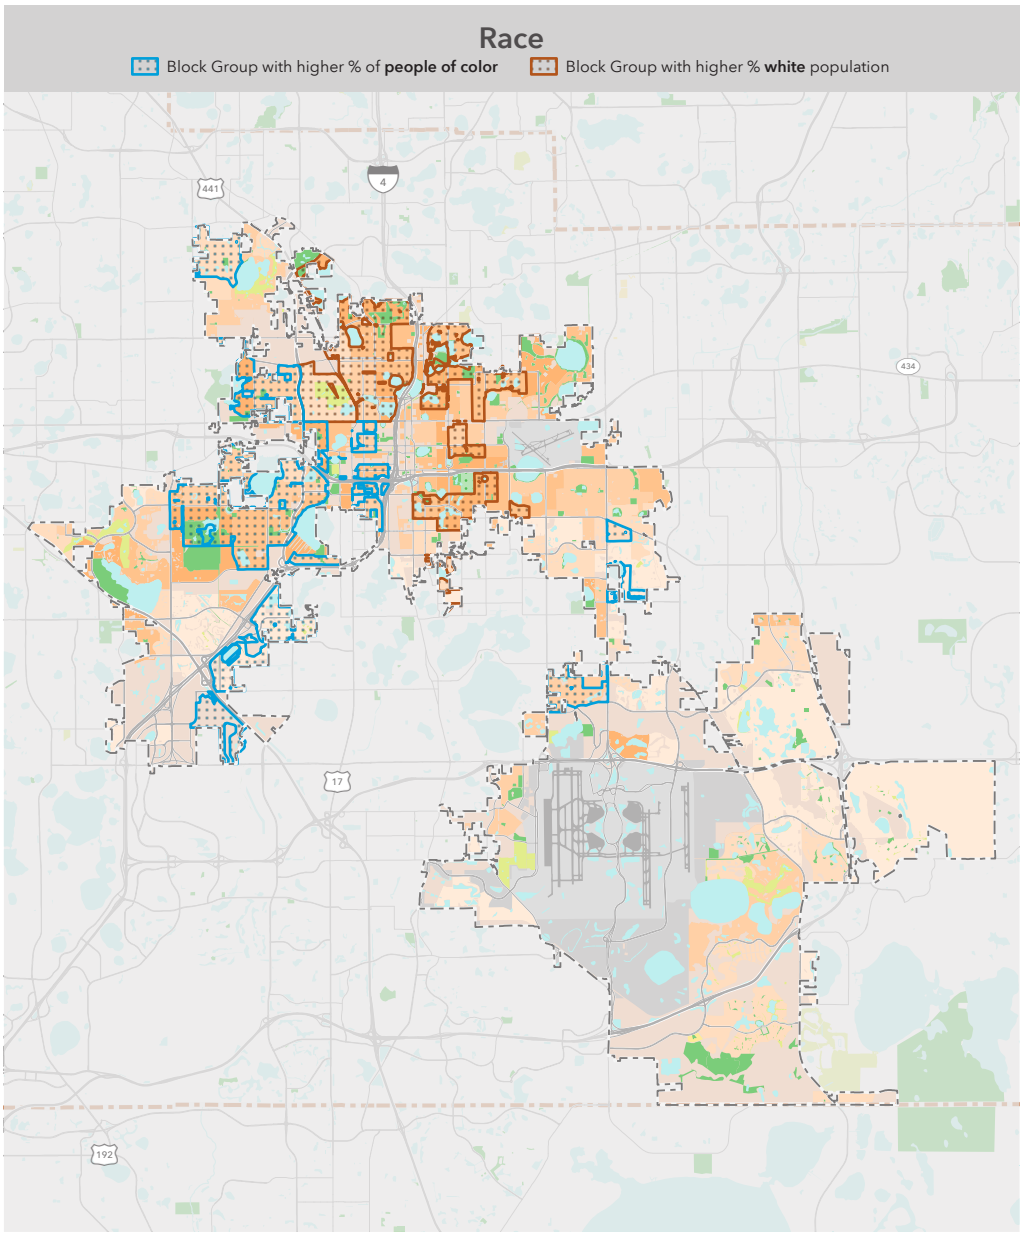 Race
Block Group with higher % of people of color
Block Group with higher % white population
441
4
434
17
192